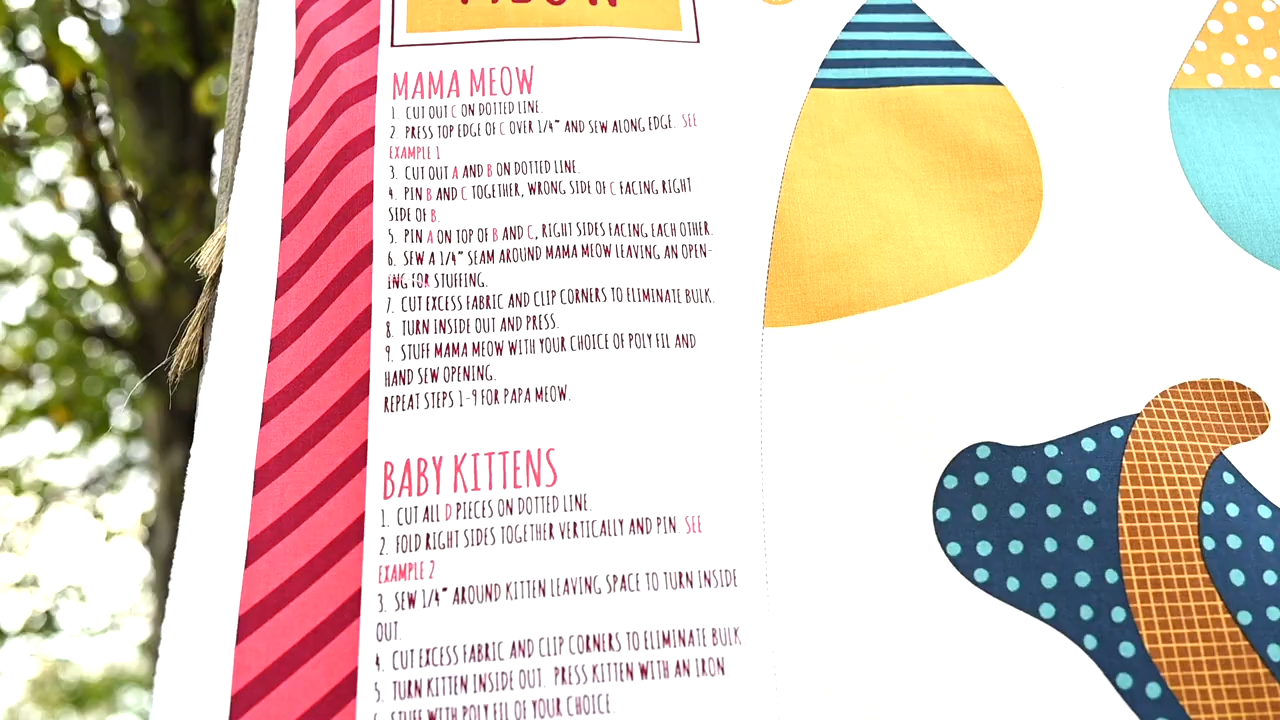 MEOW
MAMA MEOW
1. CUT OUT C ON DOTTED LINE.
2. PRESS TOP EDGE OF C OVER 1/4" AND SEW ALONG EDGE. SEE
EXAMPLE 1
3. CUT OUT A AND B ON DOTTED LINE.
4. PIN B AND C TOGETHER, WRONG SIDE OF C FACING RIGHT
SIDE OF B.
5. PIN A ON TOP OF B AND C, RIGHT SIDES FACING EACH OTHER.
6. SEW A 1/4" SEAM AROUND MAMA MEOW LEAVING AN OPEN-
ING FOR STUFFING.
7. CUT EXCESS FABRIC AND CLIP CORNERS TO ELIMINATE BULK.
8. TURN INSIDE OUT AND PRESS.
9. STUFF MAMA MEOW WITH YOUR CHOICE OF POLY FIL AND
HAND SEW OPENING.
REPEAT STEPS 1-9 FOR PAPA MEOW.
BABY KITTENS
1. CUT ALL D PIECES ON DOTTED LINE.
2. FOLD RIGHT SIDES TOGETHER VERTICALLY AND PIN. SEE
EXAMPLE 2
3. SEW 1/4" AROUND KITTEN LEAVING SPACE TO TURN INSIDE
OUT.
4. CUT EXCESS FABRIC AND CLIP CORNERS TO ELIMINATE BULK
5. TURN KITTEN INSIDE OUT. PRESS KITTEN WITH AN IRON
6. STUFF WITH POLY FIL OF YOUR CHOICE.